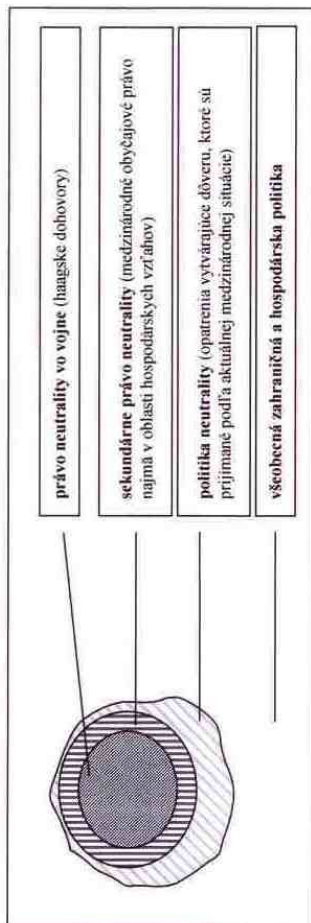 právo neutrality vo vojne (haagske dohovory)
sekundárne právo neutrality (medzinárodné obyčajové právo
najmä v oblasti hospodárskych vzťahov)
politika neutrality (opatrenia vytvárajúce dôveru, ktoré sú
prijímané podľa aktuálnej medzinárodnej situácie)
všeobecná zahraničná a hospodárska politika